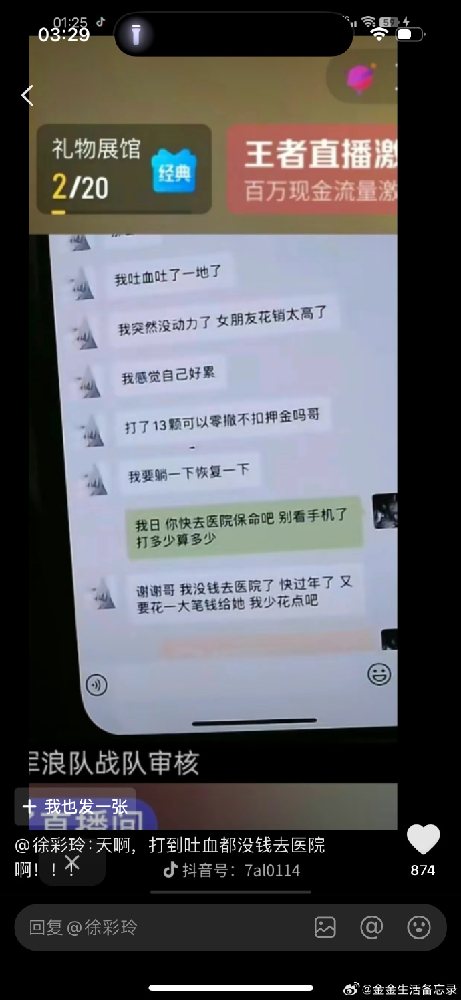 01:25
59
03:29
礼物展馆
2/20
经典
王者直播激
百万现金流量激
我吐血吐了一地了
我突然没动力了 女朋友花销太高了
我感觉自己好累
打了13颗可以零撤不扣押金吗哥
我要躺一下恢复一下
我日 你快去医院保命吧 别看手机了
打多少算多少
谢谢哥 我没钱去医院了 快过年了 又
要花一大笔钱给她 我少花点吧
浪队战队审核
+ 我也发一张
直播间
@徐彩玲:天啊，打到吐血都没钱去医院
啊！！！
抖音号：7al0114
874
回复@徐彩玲
@金金生活备忘录